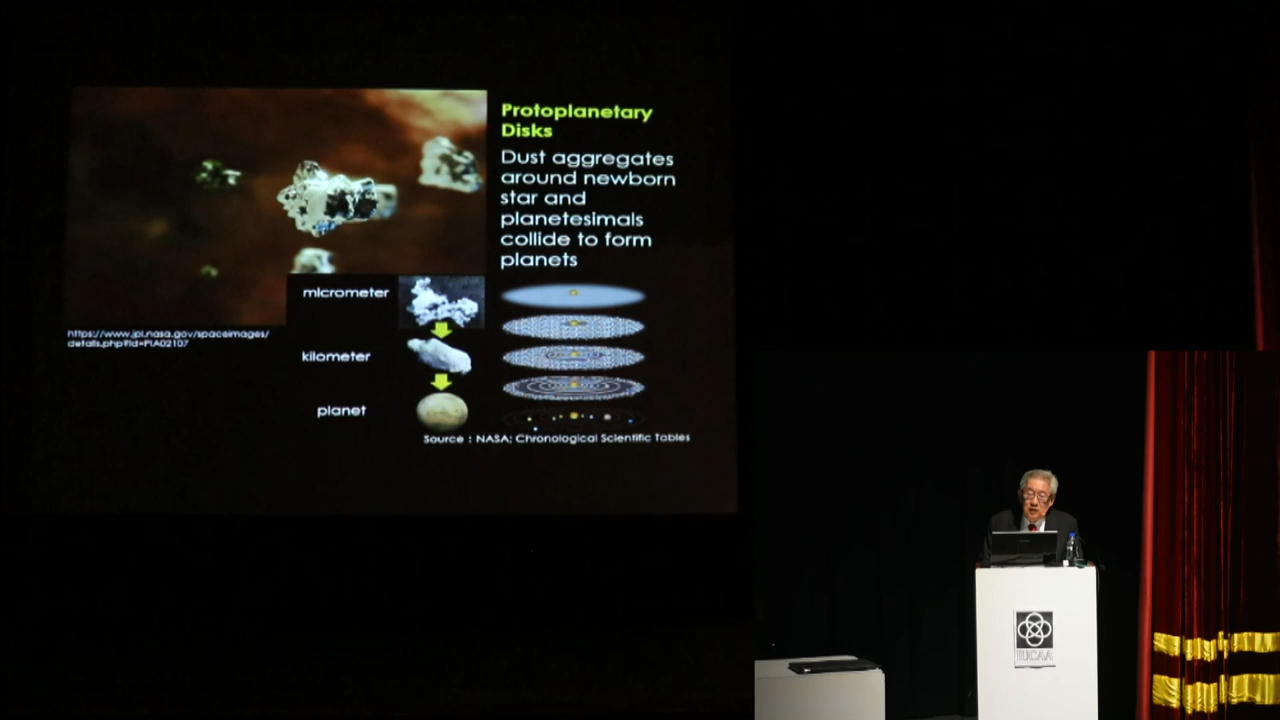 Protoplanetary
Disks
Dust aggregates
around newborn
star and
planetesimals
collide to form
planets
micrometer
kilometer
planet
https://www.jpl.nasa.gov/spaceimages/
details.php?id=PIA02107
Source : NASA; Chronological Scientific Tables
IUCAA